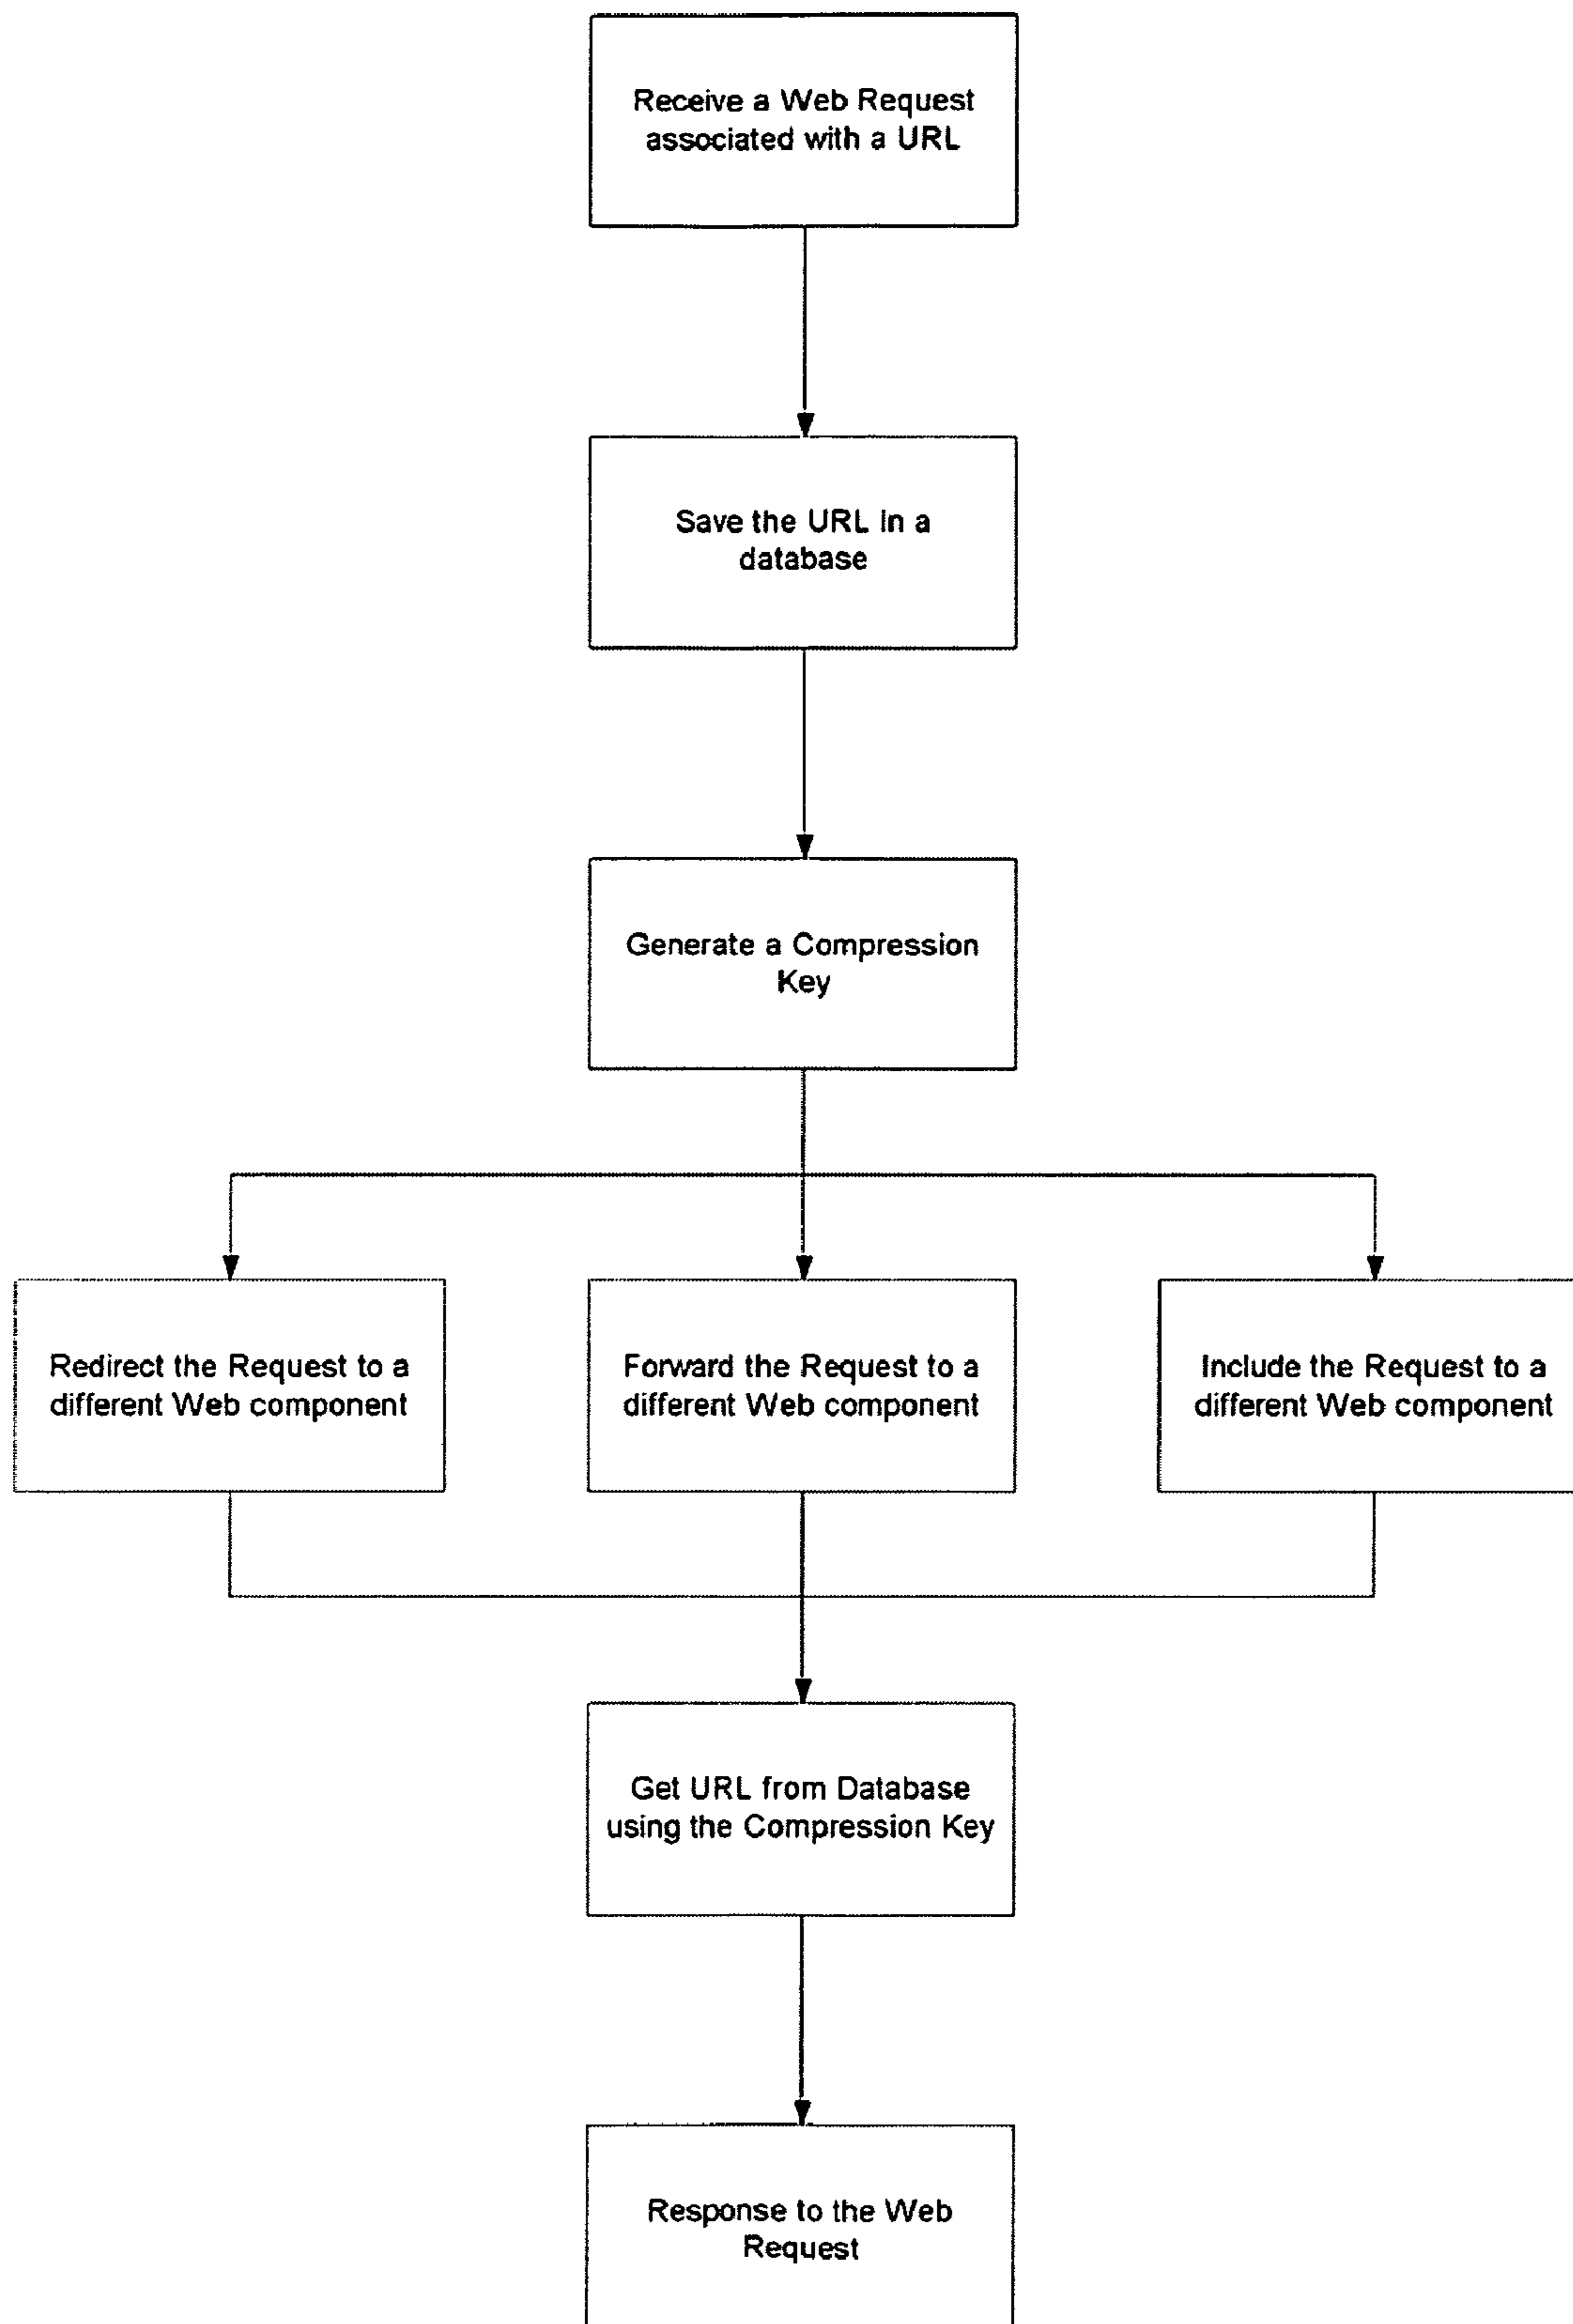 Receive a Web Request
associated with a URL
Save the URL in a
database
Generate a Compression
Key
Redirect the Request to a
different Web component
Forward the Request to a
different Web component
Include the Request to a
different Web component
Get URL from Database
using the Compression Key
Response to the Web
Request